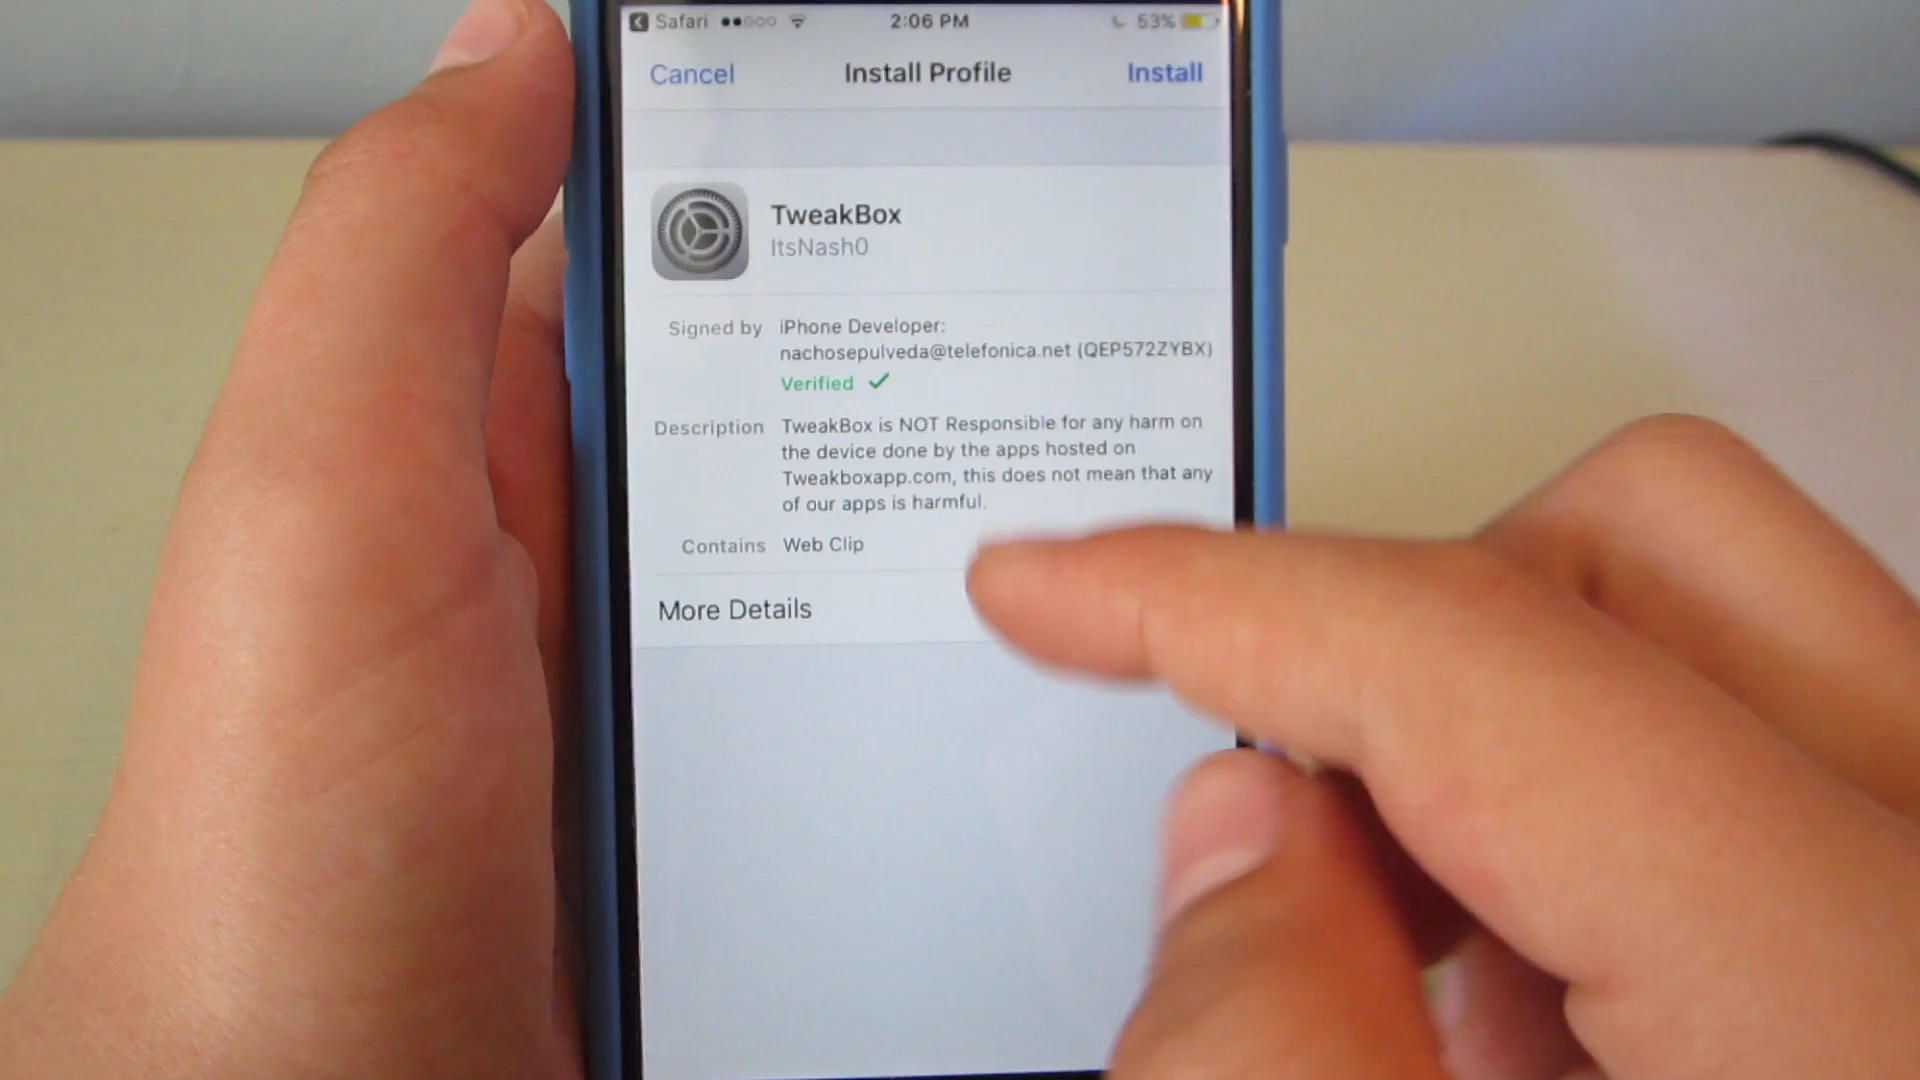 Safari 2:06 PM 53%
Cancel Install Profile Install
TweakBox
ItsNash0
Signed by iPhone Developer:
nachosepulveda@telefonica.net (QEP572ZYBX)
Verified
Description TweakBox is NOT Responsible for any harm on
the device done by the apps hosted on
Tweakboxapp.com, this does not mean that any
of our apps is harmful.
Contains Web Clip
More Details